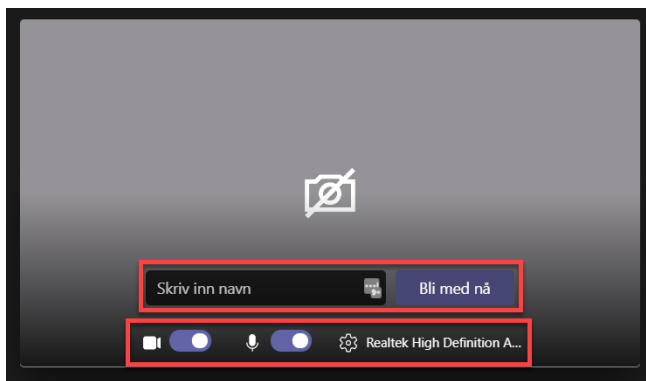 Skriv inn navn Bli med nå
Realtek High Definition A...